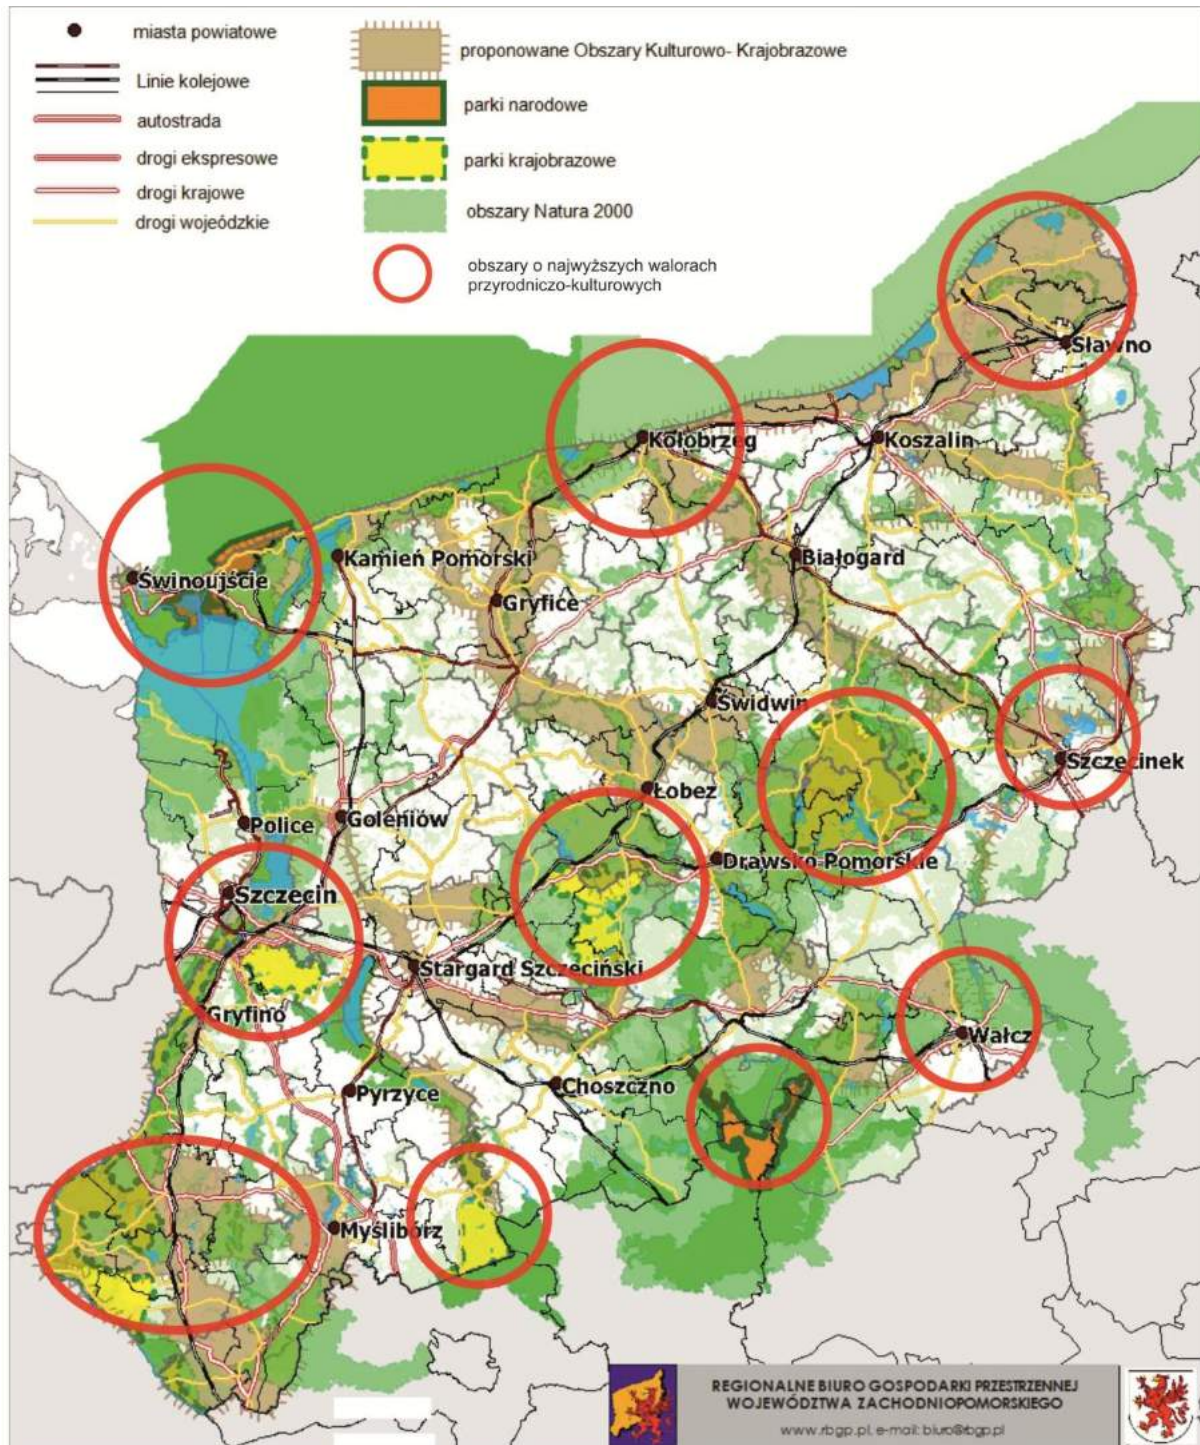 miasta powiatowe
Linie kolejowe
autostrada
drogi ekspresowe
drogi krajowe
drogi wojeódzkie
proponowane Obszary Kulturowo- Krajobrazowe
parki narodowe
parki krajobrazowe
obszary Natura 2000
obszary o najwyższych walorach
przyrodniczo-kulturowych
Sławno
Kołobrzeg
Koszalin
Kamień Pomorski
Białogard
Świnoujście
Gryfice
Świdwin
Szczecinek
Łobez
Police
Goleniów
Drawsko Pomorskie
Szczecin
Stargard Szczeciński
Gryfino
Wałcz
Choszczno
Pyrzyce
Myślibórz
REGIONALNE BIURO GOSPODARKI PRZESTRZENNEJ
WOJEWÓDZTWA ZACHODNIOPOMORSKIEGO
www.rbgp.pl, e-mail: biuro@rbgp.pl